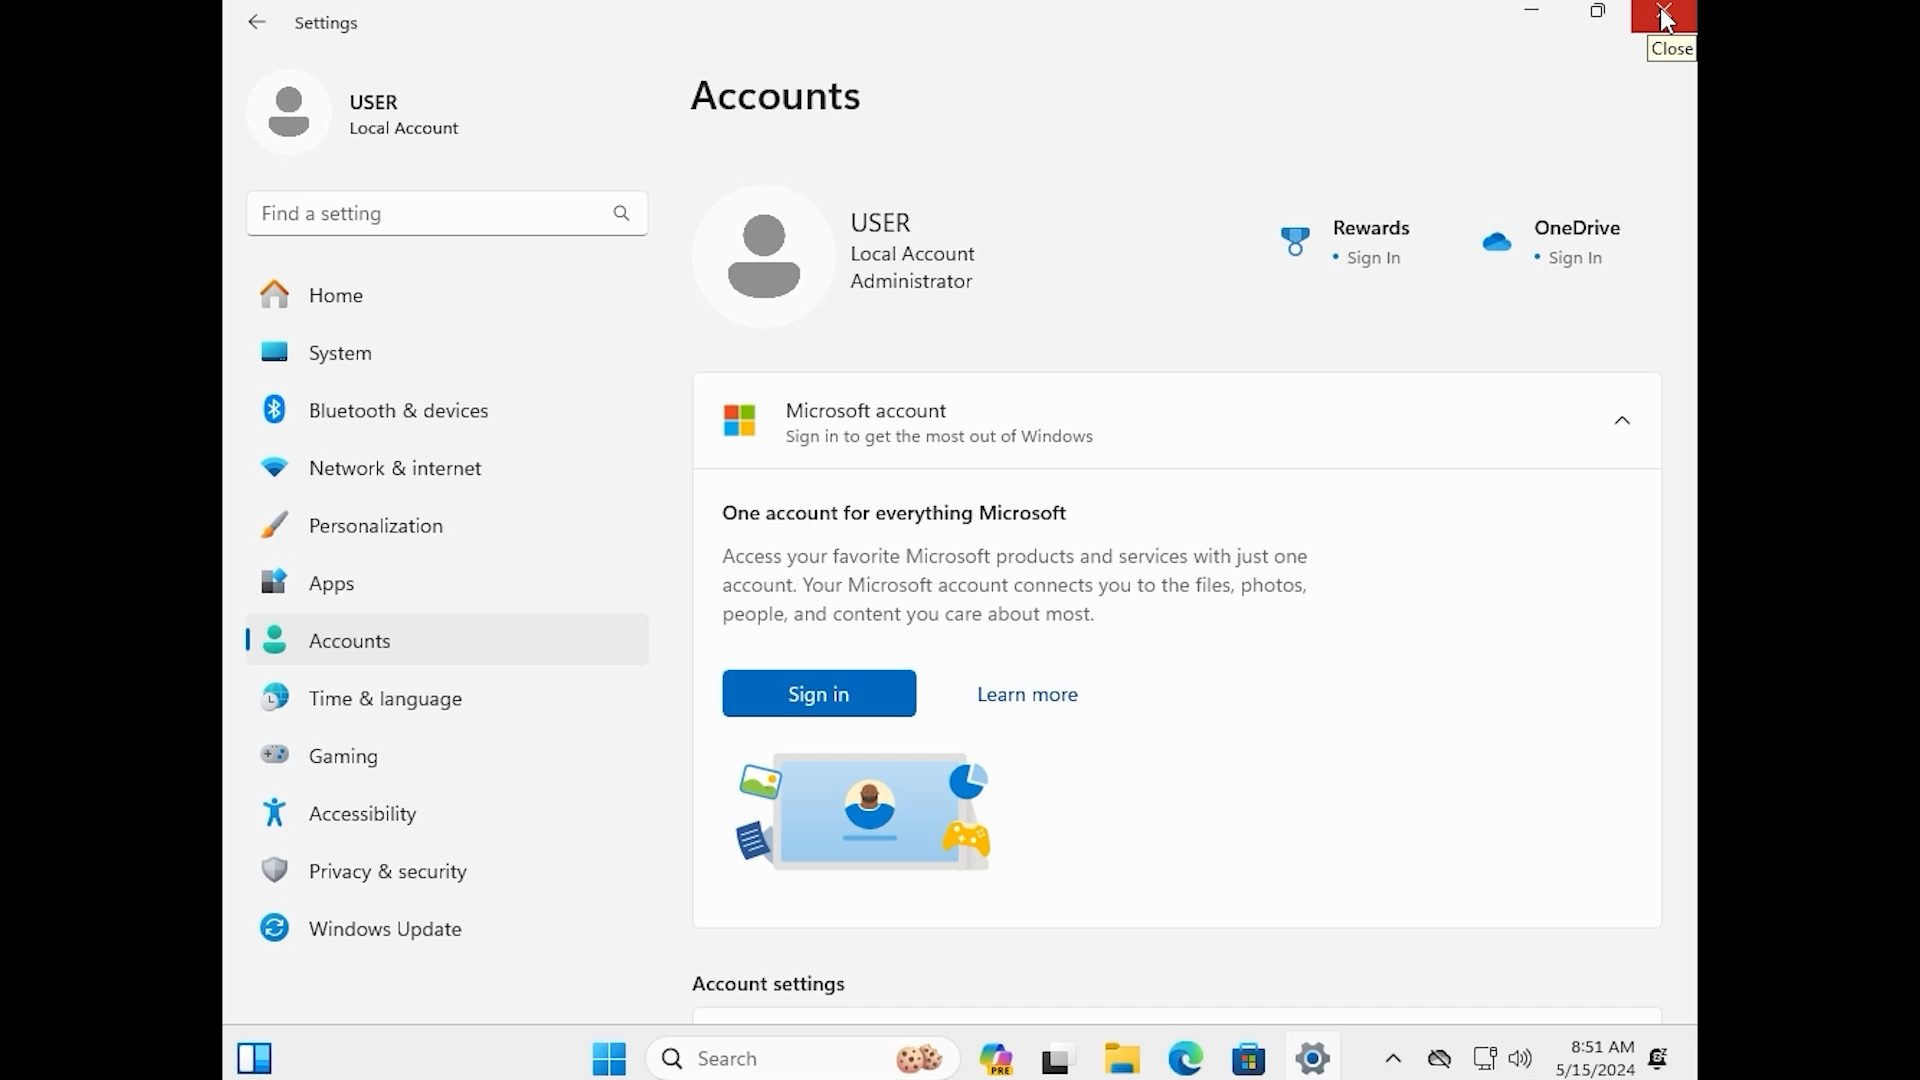 Settings
Close
USER
Local Account
Find a setting
Home
System
Bluetooth & devices
Network & internet
Personalization
Apps
Accounts
Time & language
Gaming
Accessibility
Privacy & security
Windows Update
Accounts
USER
Local Account
Administrator
Rewards
• Sign In
OneDrive
• Sign In
Microsoft account
Sign in to get the most out of Windows
One account for everything Microsoft
Access your favorite Microsoft products and services with just one
account. Your Microsoft account connects you to the files, photos,
people, and content you care about most.
Sign in
Learn more
Account settings
Search
PRE
8:51 AM
5/15/2024